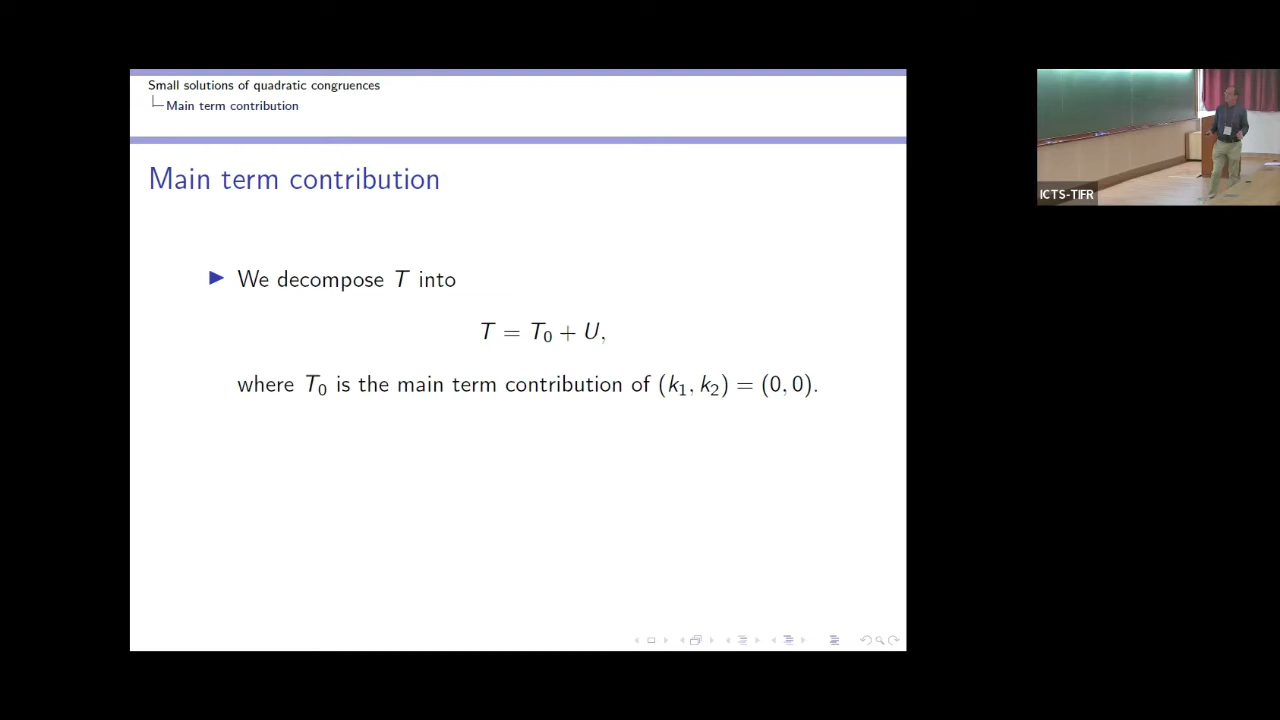 Small solutions of quadratic congruences
Main term contribution
Main term contribution
We decompose T into
T = T₀ + U,
where T₀ is the main term contribution of (k₁, k₂) = (0, 0).
ICTS-TIFR